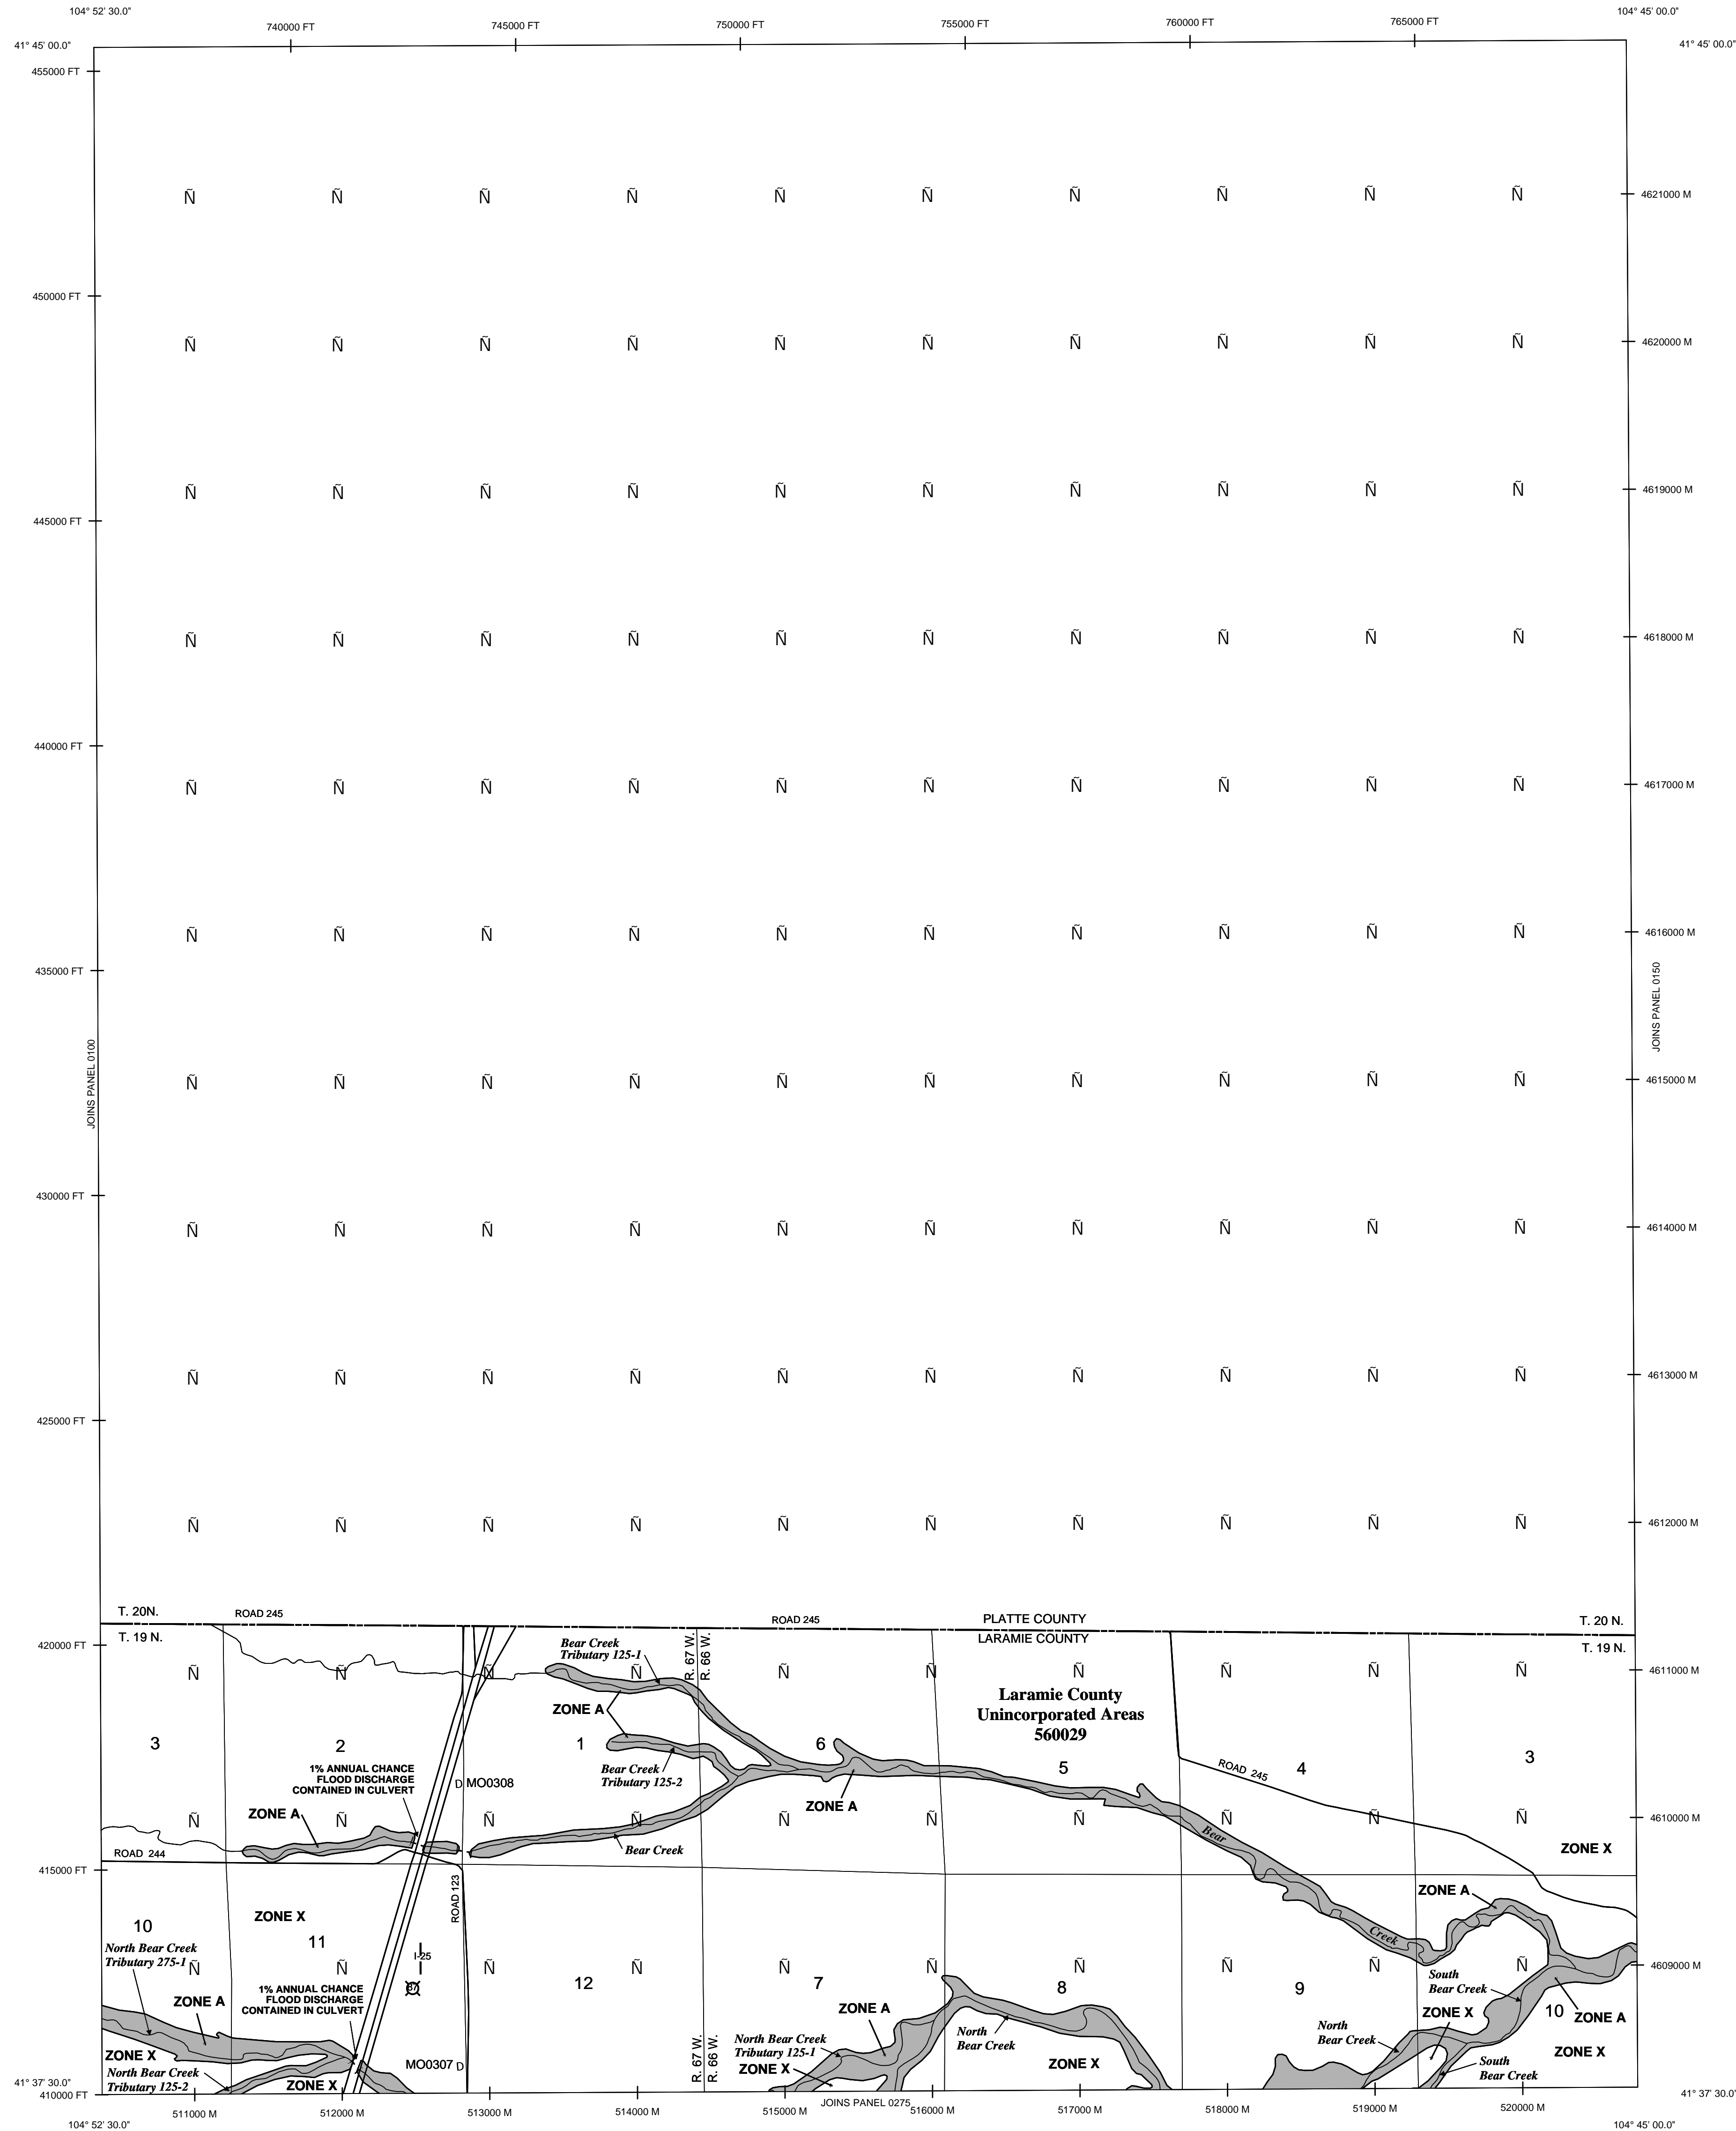 104° 52' 30.0"
740000 FT
745000 FT
750000 FT
755000 FT
760000 FT
765000 FT
104° 45' 00.0"
41° 45' 00.0"
41° 45' 00.0"
455000 FT
Ñ Ñ Ñ Ñ Ñ Ñ Ñ Ñ Ñ Ñ
4621000 M
450000 FT
Ñ Ñ Ñ Ñ Ñ Ñ Ñ Ñ Ñ Ñ
4620000 M
Ñ Ñ Ñ Ñ Ñ Ñ Ñ Ñ Ñ Ñ
4619000 M
445000 FT
Ñ Ñ Ñ Ñ Ñ Ñ Ñ Ñ Ñ Ñ
4618000 M
440000 FT
Ñ Ñ Ñ Ñ Ñ Ñ Ñ Ñ Ñ Ñ
4617000 M
Ñ Ñ Ñ Ñ Ñ Ñ Ñ Ñ Ñ Ñ
4616000 M
435000 FT
JOINS PANEL 0150
JOINS PANEL 0100
Ñ Ñ Ñ Ñ Ñ Ñ Ñ Ñ Ñ Ñ
4615000 M
430000 FT
Ñ Ñ Ñ Ñ Ñ Ñ Ñ Ñ Ñ Ñ
4614000 M
Ñ Ñ Ñ Ñ Ñ Ñ Ñ Ñ Ñ Ñ
4613000 M
425000 FT
Ñ Ñ Ñ Ñ Ñ Ñ Ñ Ñ Ñ Ñ
4612000 M
T. 20N.
ROAD 245
ROAD 245
PLATTE COUNTY
T. 20 N.
T. 19 N.
LARAMIE COUNTY
T. 19 N.
420000 FT
Bear Creek
Tributary 125-1
R. 67 W.
R. 66 W.
Ñ Ñ Ñ Ñ Ñ Ñ Ñ Ñ Ñ Ñ
4611000 M
Laramie County
Unincorporated Areas
560029
ZONE A
3
2
1
6
5
4
3
ROAD 245
1% ANNUAL CHANCE
FLOOD DISCHARGE
CONTAINED IN CULVERT
D MO0308
Bear Creek
Tributary 125-2
ZONE A
ZONE A
Ñ Ñ Ñ Ñ Ñ Ñ Ñ Ñ Ñ Ñ
4610000 M
Bear
Creek
Bear Creek
ROAD 244
415000 FT
ZONE X
ZONE A
ROAD 123
10
ZONE X
11
North Bear Creek
Tributary 275-1
I-25
Ñ Ñ Ñ Ñ Ñ Ñ Ñ Ñ
4609000 M
12
7
8
9
10
1% ANNUAL CHANCE
FLOOD DISCHARGE
CONTAINED IN CULVERT
ZONE A
ZONE A
South
Bear Creek
ZONE X
ZONE A
North
Bear Creek
North
Bear Creek
North Bear Creek
Tributary 125-1
R. 67 W.
R. 66 W.
ZONE X
ZONE X
ZONE X
ZONE X
MO0307 D
South
Bear Creek
North Bear Creek
Tributary 125-2
ZONE X
41° 37' 30.0"
410000 FT
41° 37' 30.0"
511000 M
512000 M
513000 M
514000 M
515000 M
JOINS PANEL 0275
516000 M
517000 M
518000 M
519000 M
520000 M
104° 52' 30.0"
104° 45' 00.0"